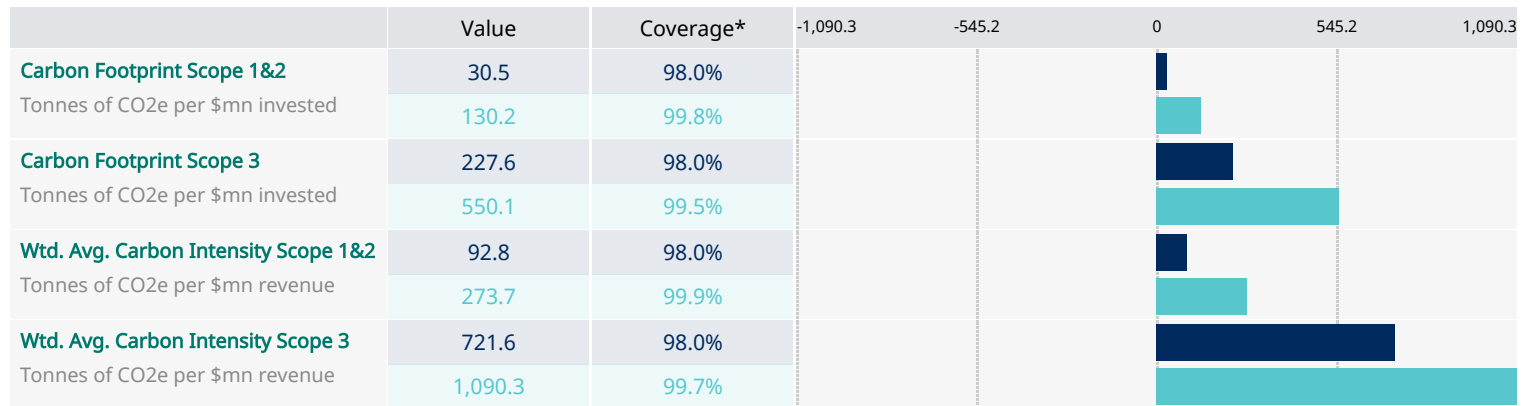 Value Coverage* -1,090.3 -545.2 0 545.2 1,090.3
Carbon Footprint Scope 1&2 30.5 98.0%
Tonnes of CO2e per $mn invested 130.2 99.8%
Carbon Footprint Scope 3 227.6 98.0%
Tonnes of CO2e per $mn invested 550.1 99.5%
Wtd. Avg. Carbon Intensity Scope 1&2 92.8 98.0%
Tonnes of CO2e per $mn revenue 273.7 99.9%
Wtd. Avg. Carbon Intensity Scope 3 721.6 98.0%
Tonnes of CO2e per $mn revenue 1,090.3 99.7%